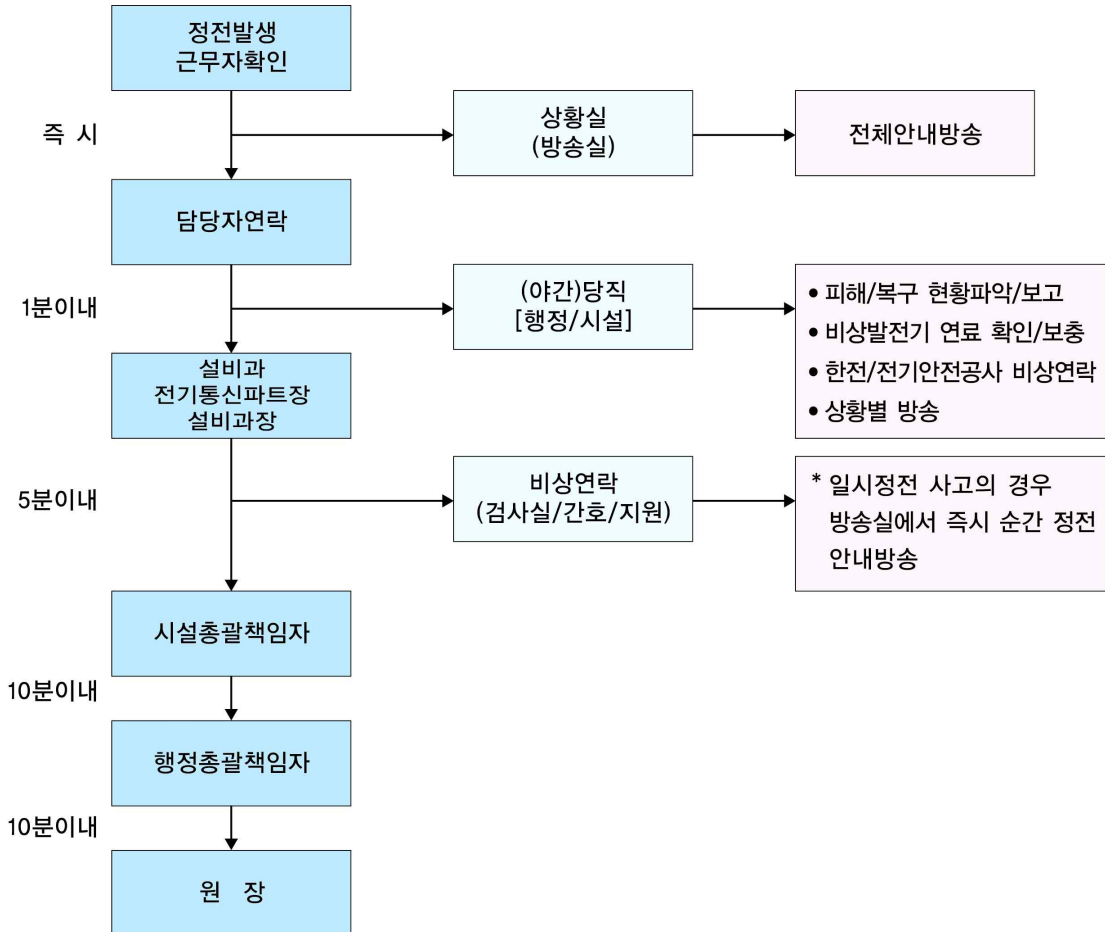 정전발생
근무자확인
즉 시
상황실
(방송실)
전체안내방송
담당자연락
1분이내
(야간)당직
[행정/시설]
• 피해/복구 현황파악/보고
• 비상발전기 연료 확인/보충
• 한전/전기안전공사 비상연락
• 상황별 방송
설비과
전기통신파트장
설비과장
5분이내
비상연락
(검사실/간호/지원)
* 일시정전 사고의 경우
방송실에서 즉시 순간 정전
안내방송
시설총괄책임자
10분이내
행정총괄책임자
10분이내
원 장